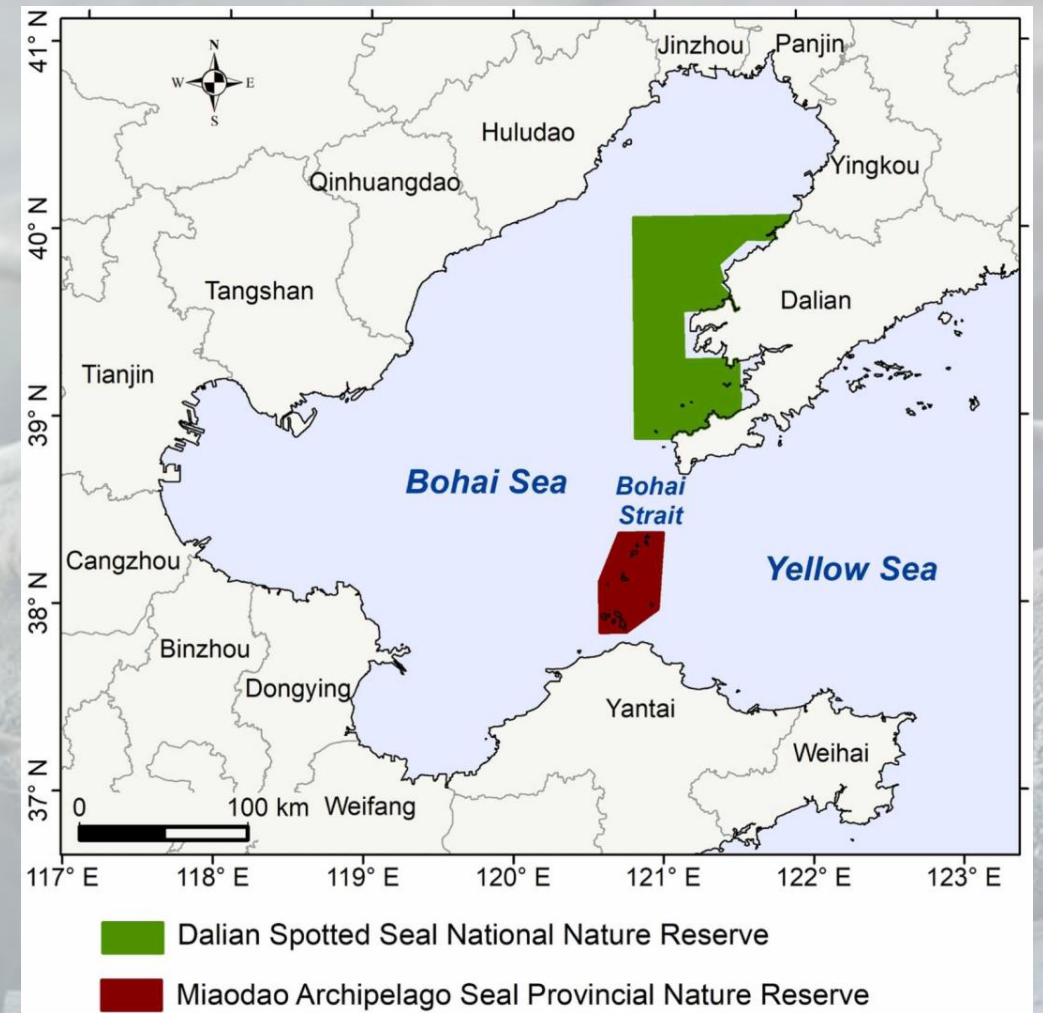 41° N
40° N
39° N
38° N
37° N
N
W
E
S
Jinzhou
Panjin
Huludao
Qinhuangdao
Yingkou
Tangshan
Dalian
Tianjin
Bohai Sea
Bohai
Strait
Cangzhou
Yellow Sea
Binzhou
Dongying
Yantai
Weihai
0
100 km
Weifang
117° E
118° E
119° E
120° E
121° E
122° E
123° E
Dalian Spotted Seal National Nature Reserve
Miaodao Archipelago Seal Provincial Nature Reserve